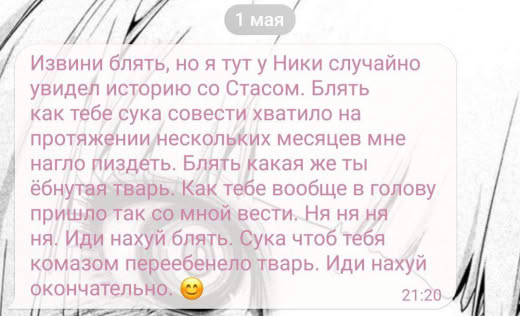 1 мая
Извини блять, но я тут у Ники случайно
увидел историю со Стасом. Блять
как тебе сука совести хватило на
протяжении нескольких месяцев мне
нагло пиздеть. Блять какая же ты
ёбнутая тварь. Как тебе вообще в голову
пришло так со мной вести. Ня ня ня
ня. Иди нахуй блять. Сука чтоб тебя
комазом переебенело тварь. Иди нахуй
окончательно. 😊
21:20